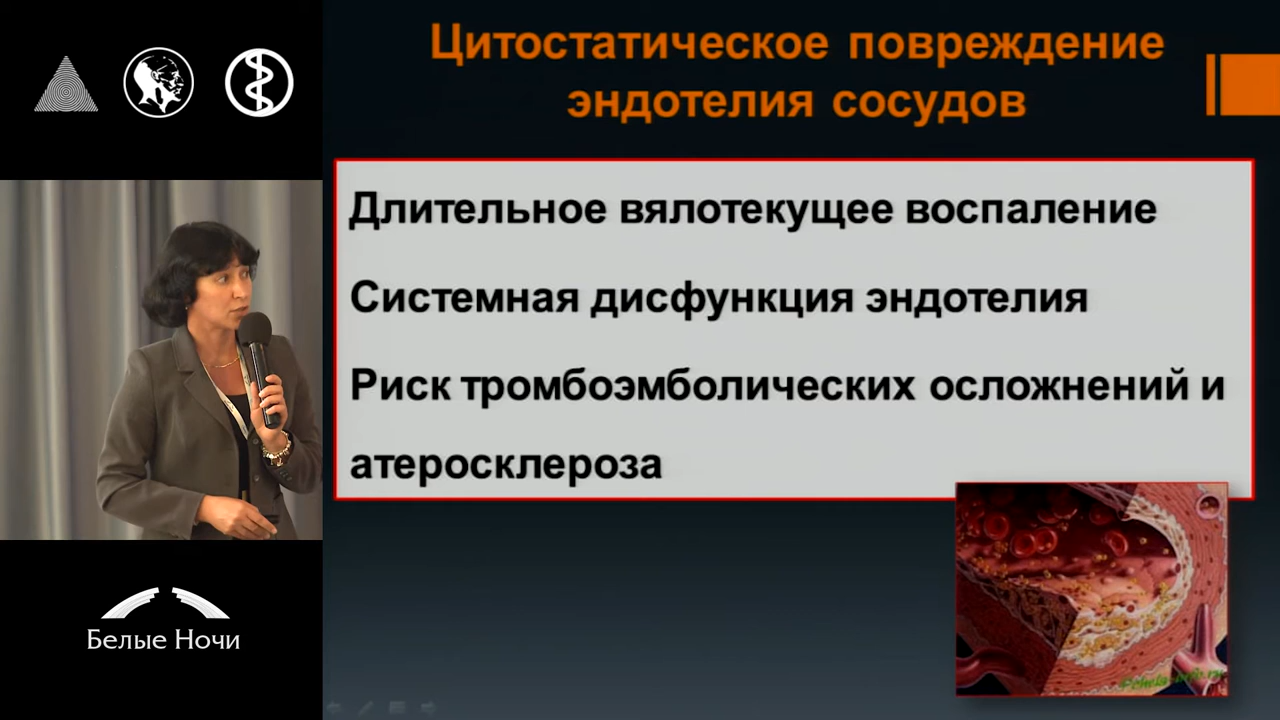 Цитостатическое повреждение
эндотелия сосудов
Длительное вялотекущее воспаление
Системная дисфункция эндотелия
Риск тромбоэмболических осложнений и
атеросклероза
Белые Ночи